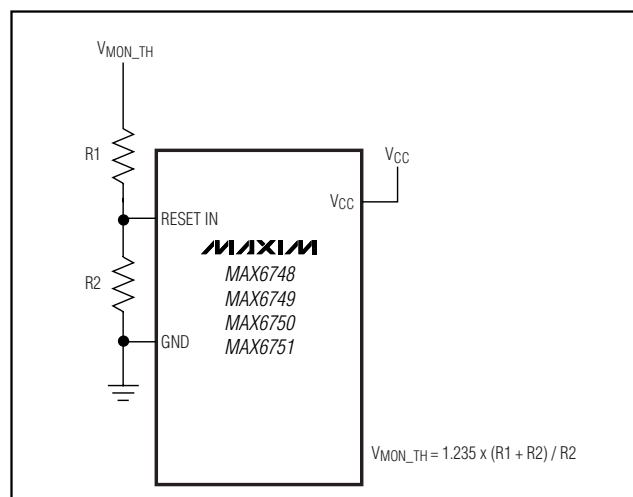 VMON_TH
R1
VCC
VCC
RESET IN
MAXIM
MAX6748
R2
MAX6749
MAX6750
GND
MAX6751
VMON_TH = 1.235 x (R1 + R2) / R2